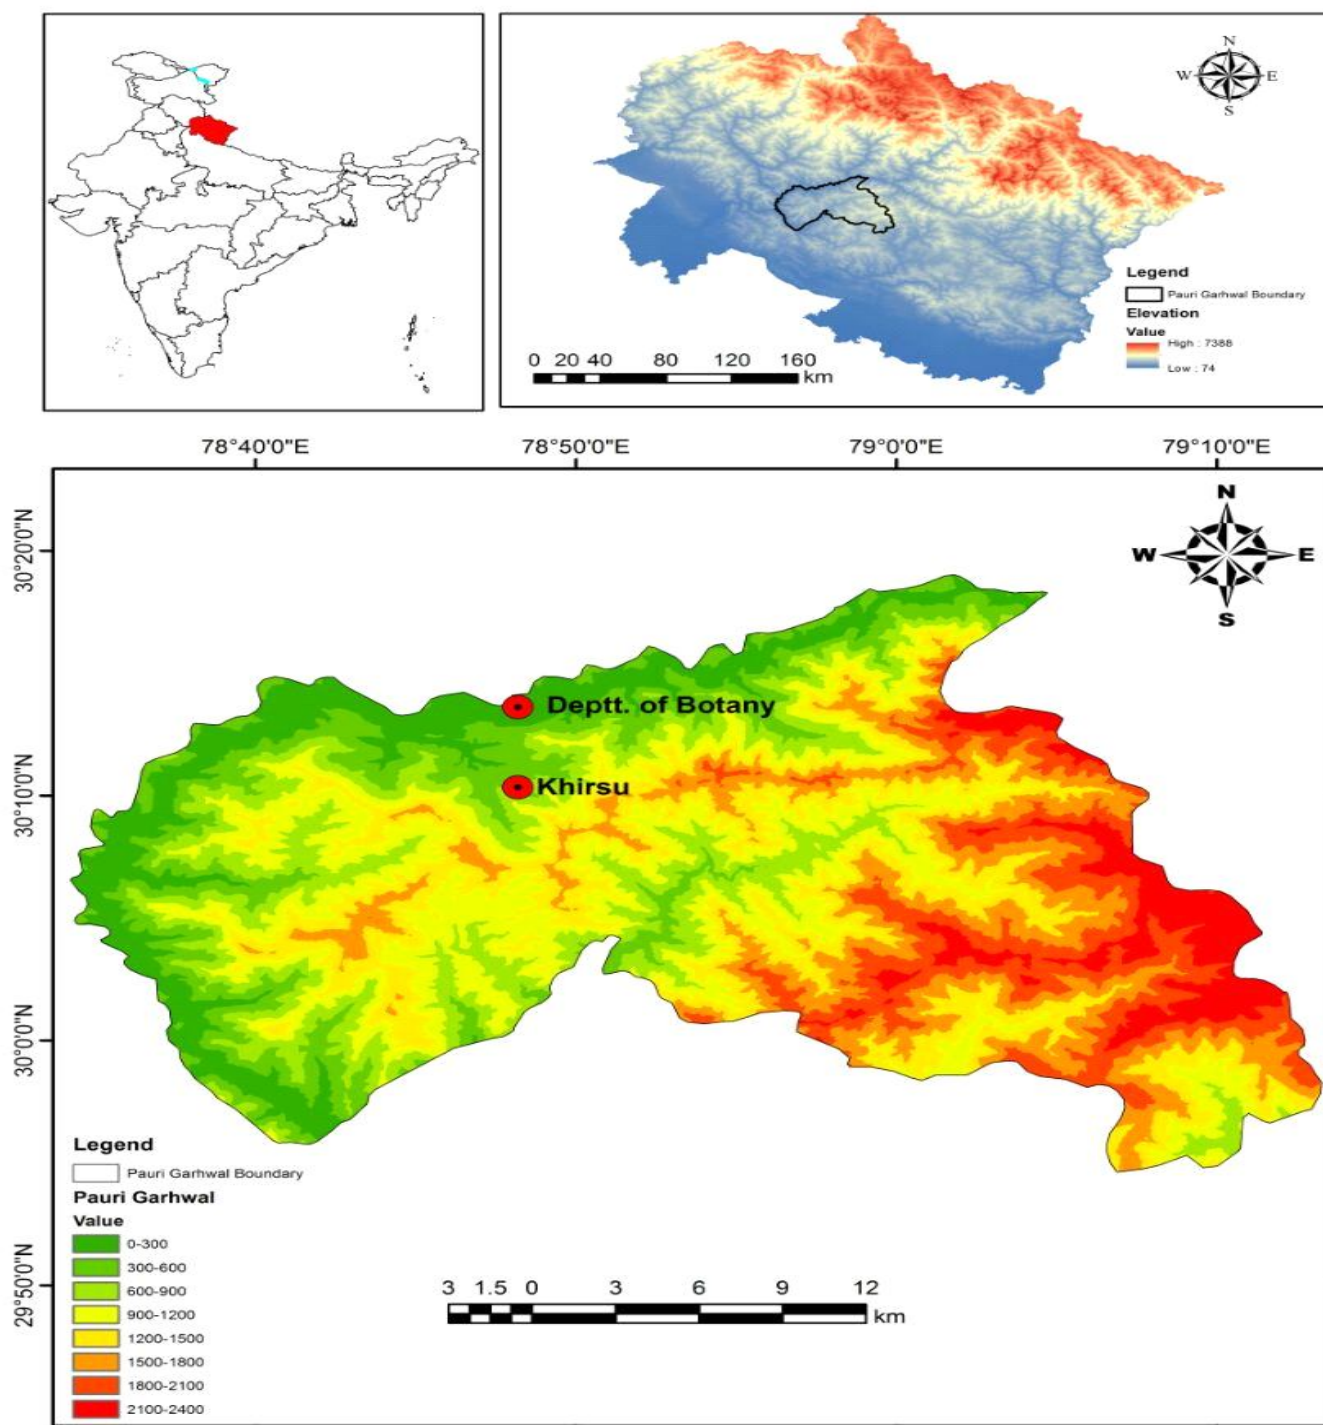 N
W E
S
Legend
Pauri Garhwal Boundary
Elevation
Value
High : 7388
Low : 74
0 20 40 80 120 160
km
78°40'0"E 78°50'0"E 79°0'0"E 79°10'0"E
30°20'0"N
30°10'0"N
30°0'0"N
29°50'0"N
N
W E
S
Deptt. of Botany
Khirsu
Legend
Pauri Garhwal Boundary
Pauri Garhwal
Value
0-300
300-600
600-900
900-1200
1200-1500
1500-1800
1800-2100
2100-2400
3 1.5 0 3 6 9 12
km